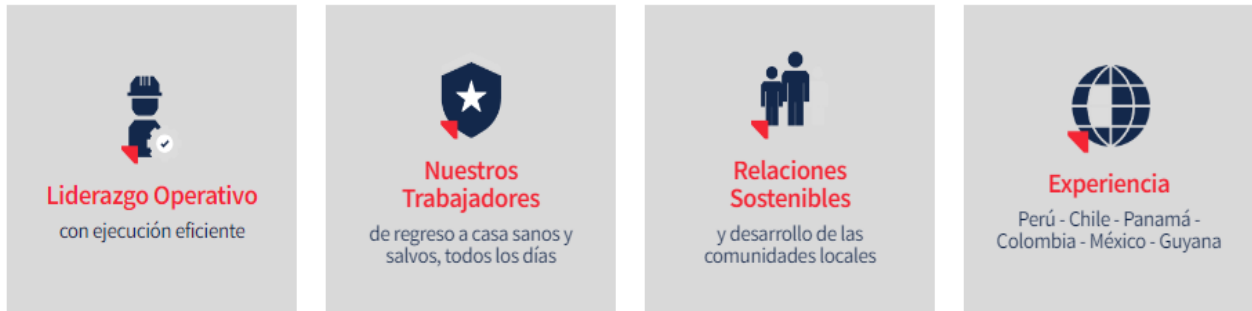 Liderazgo Operativo
con ejecución eficiente
Nuestros
Trabajadores
de regreso a casa sanos y
salvos, todos los días
Relaciones
Sostenibles
y desarrollo de las
comunidades locales
Experiencia
Perú - Chile - Panamá -
Colombia - México - Guyana